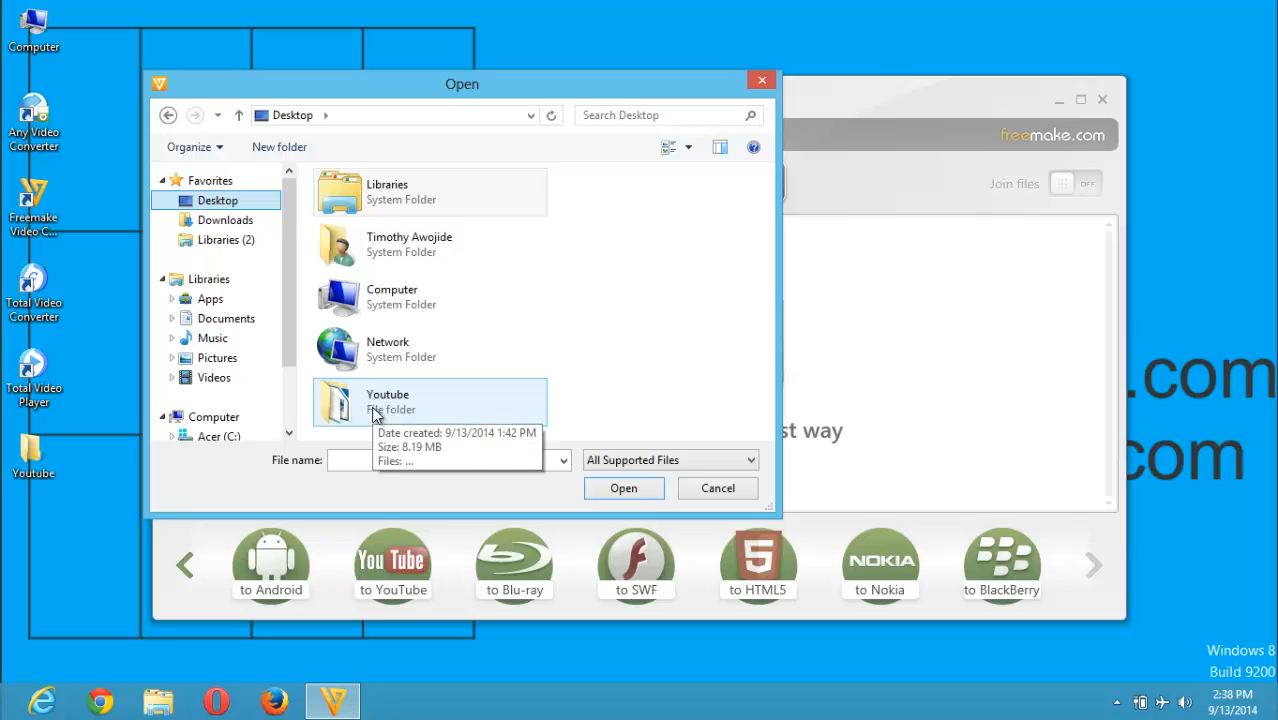 Computer
Any Video
Converter
Freemake
Video C...
Total Video
Converter
Total Video
Player
Youtube
Open
Desktop
Search Desktop
Organize
New folder
Favorites
Desktop
Downloads
Libraries (2)
Libraries
Apps
Documents
Music
Pictures
Videos
Computer
Acer (C:)
Libraries
System Folder
Timothy Awojide
System Folder
Computer
System Folder
Network
System Folder
Youtube
File folder
Date created: 9/13/2014 1:42 PM
Size: 8.19 MB
Files: ...
File name:
All Supported Files
Open
Cancel
freemake.com
Join files
OFF
st way
.com
com
You Tube
NOKIA
to Android
to YouTube
to Blu-ray
to SWF
to HTML5
to Nokia
to BlackBerry
Windows 8
Build 9200
2:38 PM
9/13/2014